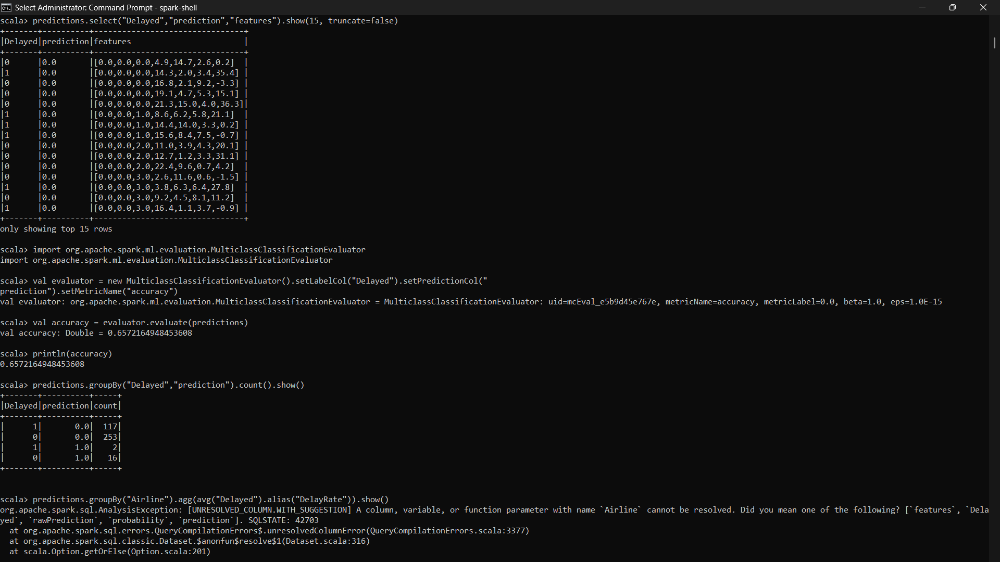 Select Administrator: Command Prompt - spark-shell
scala> predictions.select("Delayed","prediction","features").show(15, truncate=false)
+-------+----------+--------------------------------+
|Delayed|prediction|features                        |
+-------+----------+--------------------------------+
|0      |0.0       |[0.0,0.0,0.0,4.9,14.7,2.6,0.2]  |
|1      |0.0       |[0.0,0.0,0.0,14.3,2.0,3.4,35.4] |
|0      |0.0       |[0.0,0.0,0.0,16.8,2.1,9.2,-3.3] |
|0      |0.0       |[0.0,0.0,0.0,19.1,4.7,5.3,15.1] |
|0      |0.0       |[0.0,0.0,0.0,21.3,15.0,4.0,36.3]|
|1      |0.0       |[0.0,0.0,1.0,8.6,6.2,5.8,21.1]  |
|1      |0.0       |[0.0,0.0,1.0,14.4,14.0,3.3,0.2] |
|1      |0.0       |[0.0,0.0,1.0,15.6,8.4,7.5,-0.7] |
|0      |0.0       |[0.0,0.0,2.0,11.0,3.9,4.3,20.1] |
|0      |0.0       |[0.0,0.0,2.0,12.7,1.2,3.3,31.1] |
|0      |0.0       |[0.0,0.0,2.0,22.4,9.6,0.7,4.2]  |
|0      |0.0       |[0.0,0.0,3.0,2.6,11.6,0.6,-1.5] |
|1      |0.0       |[0.0,0.0,3.0,3.8,6.3,6.4,27.8]  |
|0      |0.0       |[0.0,0.0,3.0,9.2,4.5,8.1,11.2]  |
|1      |0.0       |[0.0,0.0,3.0,16.4,1.1,3.7,-0.9] |
+-------+----------+--------------------------------+
only showing top 15 rows
scala> import org.apache.spark.ml.evaluation.MulticlassClassificationEvaluator
import org.apache.spark.ml.evaluation.MulticlassClassificationEvaluator
scala> val evaluator = new MulticlassClassificationEvaluator().setLabelCol("Delayed").setPredictionCol("
prediction").setMetricName("accuracy")
val evaluator: org.apache.spark.ml.evaluation.MulticlassClassificationEvaluator = MulticlassClassificationEvaluator: uid=mcEval_e5b9d45e767e, metricName=accuracy, metricLabel=0.0, beta=1.0, eps=1.0E-15
scala> val accuracy = evaluator.evaluate(predictions)
val accuracy: Double = 0.6572164948453608
scala> println(accuracy)
0.6572164948453608
scala> predictions.groupBy("Delayed","prediction").count().show()
+-------+----------+-----+
|Delayed|prediction|count|
+-------+----------+-----+
|      1|       0.0|  117|
|      0|       0.0|  253|
|      1|       1.0|    2|
|      0|       1.0|   16|
+-------+----------+-----+
scala> predictions.groupBy("Airline").agg(avg("Delayed").alias("DelayRate")).show()
org.apache.spark.sql.AnalysisException: [UNRESOLVED_COLUMN.WITH_SUGGESTION] A column, variable, or function parameter with name `Airline` cannot be resolved. Did you mean one of the following? [`features`, `Dela
yed`, `rawPrediction`, `probability`, `prediction`]. SQLSTATE: 42703
  at org.apache.spark.sql.errors.QueryCompilationErrors$.unresolvedColumnError(QueryCompilationErrors.scala:3377)
  at org.apache.spark.sql.classic.Dataset.$anonfun$resolve$1(Dataset.scala:316)
  at scala.Option.getOrElse(Option.scala:201)